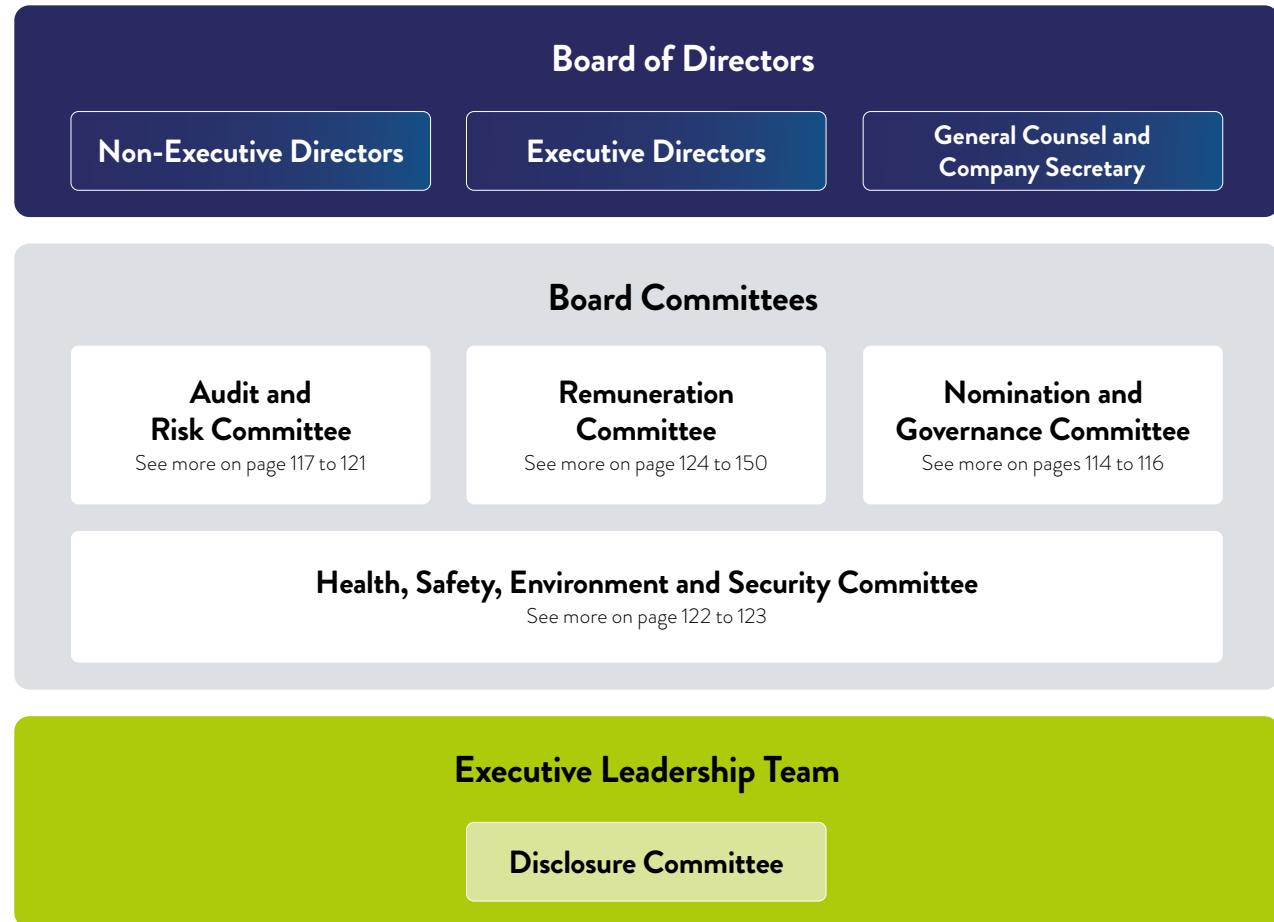 Board of Directors
Non-Executive Directors
Executive Directors
General Counsel and
Company Secretary
Board Committees
Audit and
Risk Committee
See more on page 117 to 121
Remuneration
Committee
See more on page 124 to 150
Nomination and
Governance Committee
See more on pages 114 to 116
Health, Safety, Environment and Security Committee
See more on page 122 to 123
Executive Leadership Team
Disclosure Committee